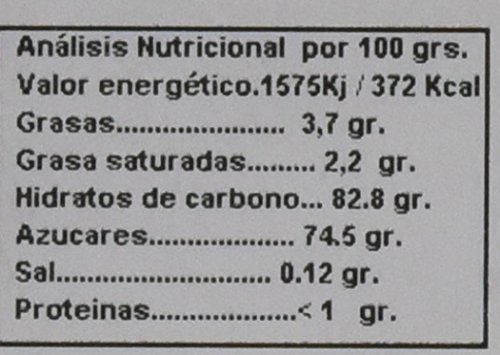 Análisis Nutricional por 100 grs.
Valor energético.1575Kj / 372 Kcal
Grasas...................... 3,7 gr.
Grasa saturadas......... 2,2 gr.
Hidratos de carbono... 82.8 gr.
Azucares................... 74.5 gr.
Sal............................ 0.12 gr.
Proteinas...................< 1 gr.